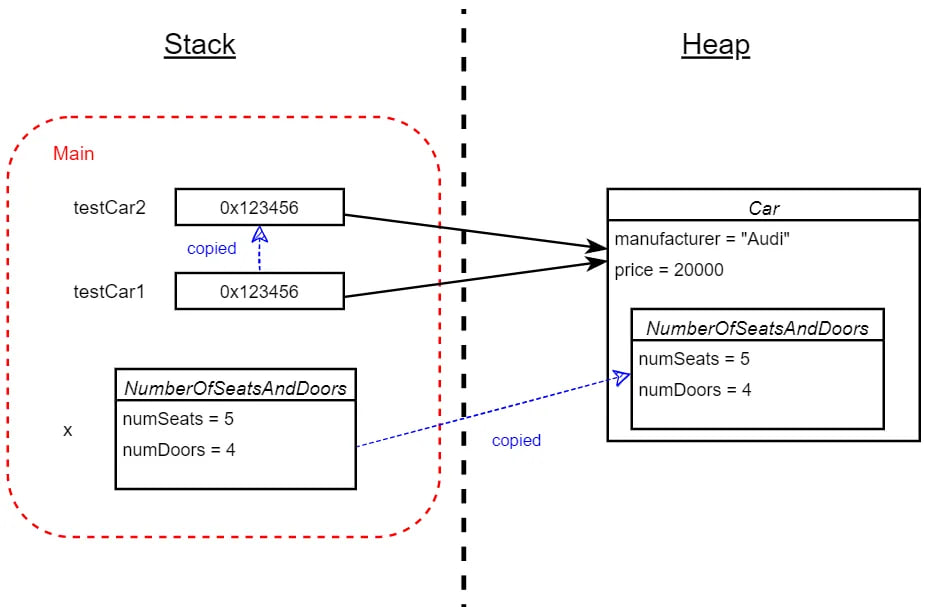 Stack
Heap
Main
testCar2
0x123456
copied
testCar1
0x123456
NumberOfSeatsAndDoors
numSeats = 5
x
numDoors = 4
copied
Car
manufacturer = "Audi"
price = 20000
NumberOfSeatsAndDoors
numSeats = 5
numDoors = 4